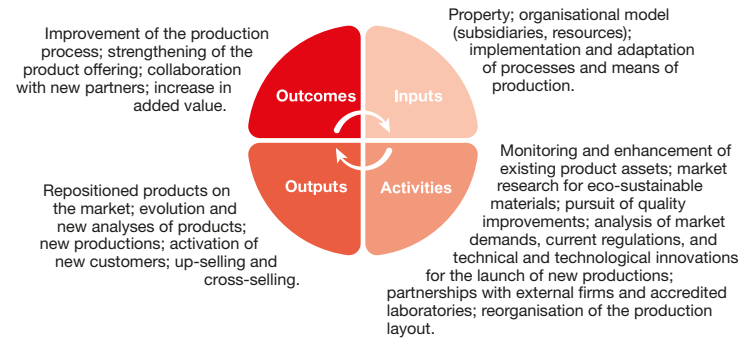 Improvement of the production
process; strengthening of the
product offering; collaboration
with new partners; increase in
added value.
Property; organisational model
(subsidiaries, resources);
implementation and adaptation
of processes and means of
production.
Outcomes
Inputs
Outputs
Activities
Repositioned products on
the market; evolution and
new analyses of products;
new productions; activation of
new customers; up-selling and
cross-selling.
Monitoring and enhancement of
existing product assets; market
research for eco-sustainable
materials; pursuit of quality
improvements; analysis of market
demands, current regulations, and
technical and technological innovations
for the launch of new productions;
partnerships with external firms and accredited
laboratories; reorganisation of the production
layout.